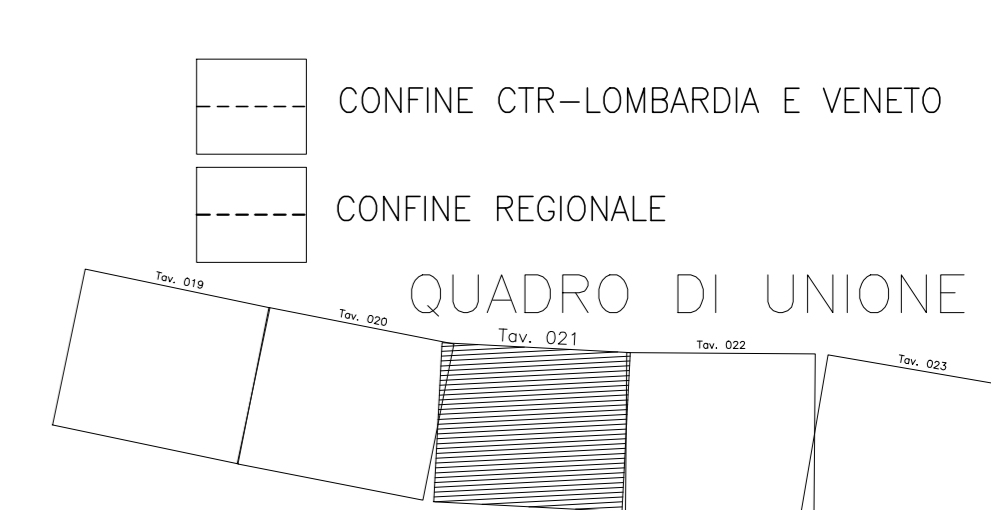 CONFINE CTR-LOMBARDIA E VENETO
CONFINE REGIONALE
QUADRO DI UNIONE
Tav. 019
Tav. 020
Tav. 021
Tav. 022
Tav. 023